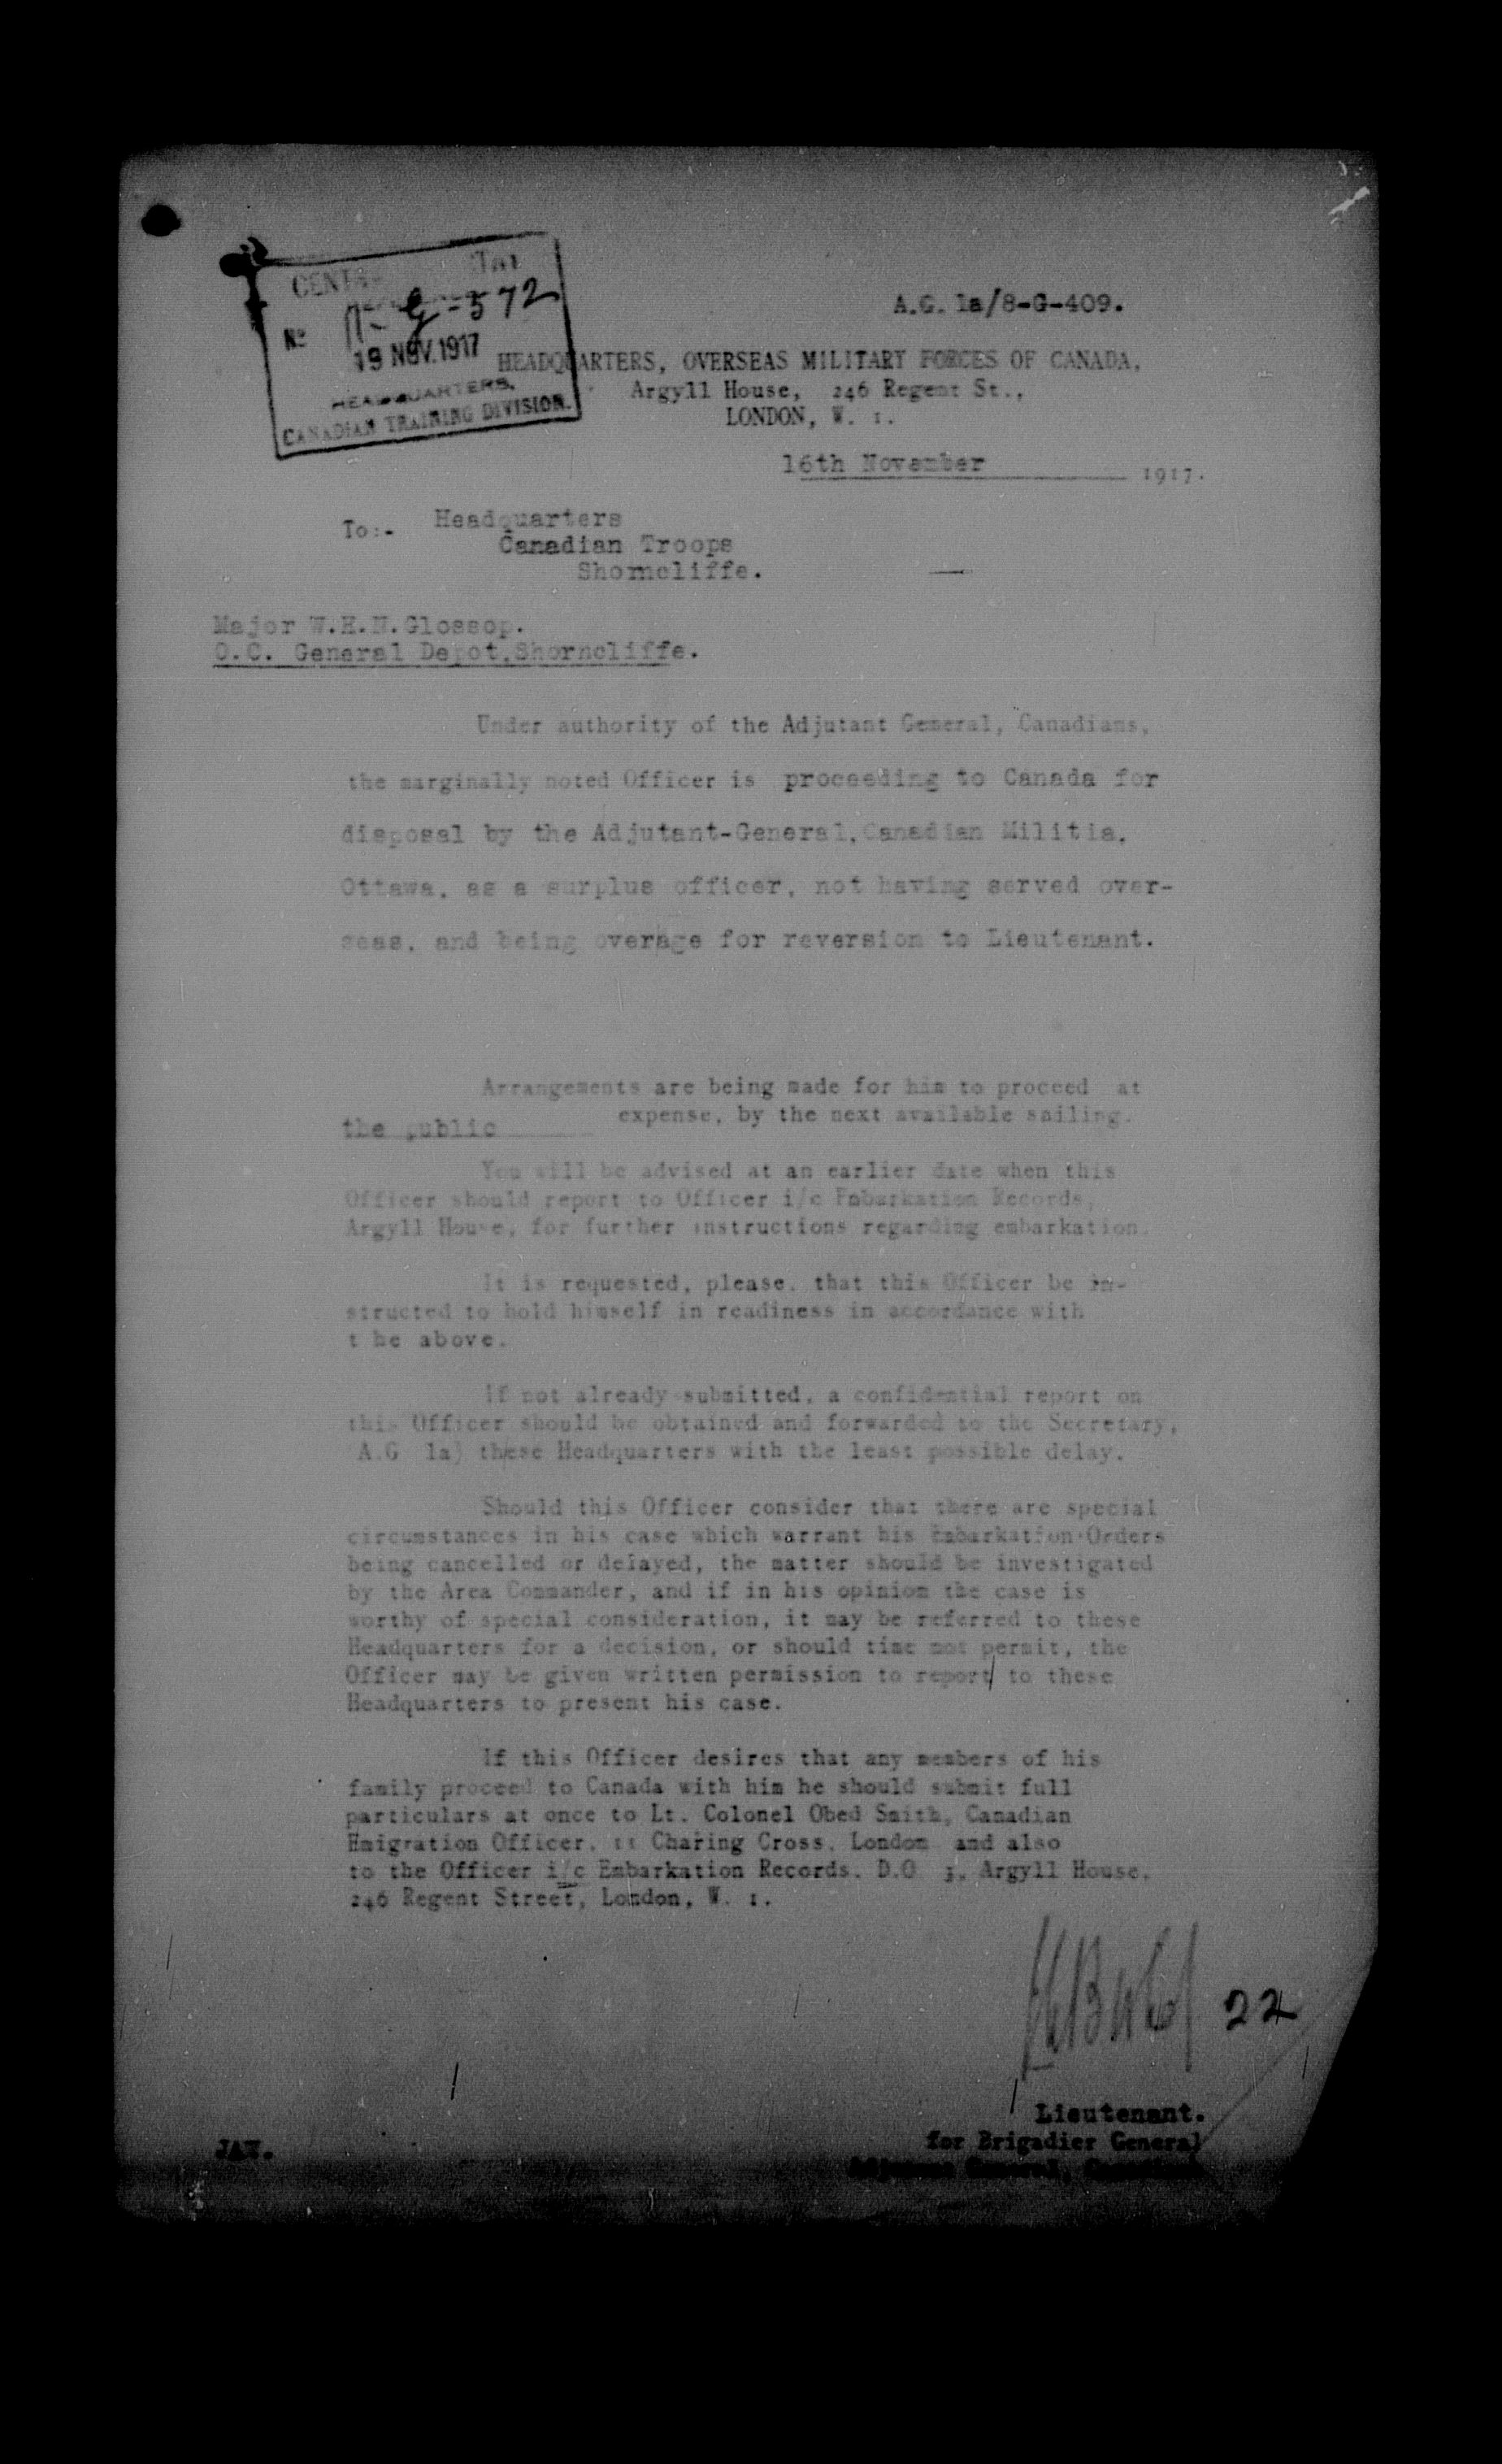 No 11-G-572
19 NOV. 1917
HEADQUARTERS,
CANADIAN TRAINING DIVISION.
A.G. 1a/8-G-409.
HEADQUARTERS, OVERSEAS MILITARY FORCES OF CANADA,
Argyll House, 246 Regent St.,
LONDON, W. 1.
16th November 1917.
To:- Headquarters
Canadian Troops
Shorncliffe.
Major W.H.N.Glossop.
O.C. General Depot,Shorncliffe.
Under authority of the Adjutant General, Canadians,
the marginally noted Officer is proceeding to Canada for
disposal by the Adjutant-General,Canadian Militia,
Ottawa, as a surplus officer, not having served over-
seas, and being overage for reversion to Lieutenant.
Arrangements are being made for him to proceed at
the public expense, by the next available sailing.
You will be advised at an earlier date when this
Officer should report to Officer i/c Embarkation Records,
Argyll House, for further instructions regarding embarkation.
It is requested, please, that this Officer be in-
structed to hold himself in readiness in accordance with
t he above.
If not already submitted, a confidential report on
this Officer should be obtained and forwarded to the Secretary,
A.G 1a) these Headquarters with the least possible delay.
Should this Officer consider that there are special
circumstances in his case which warrant his Embarkation Orders
being cancelled or delayed, the matter should be investigated
by the Area Commander, and if in his opinion the case is
worthy of special consideration, it may be referred to these
Headquarters for a decision, or should time not permit, the
Officer may be given written permission to report to these
Headquarters to present his case.
If this Officer desires that any members of his
family proceed to Canada with him he should submit full
particulars at once to Lt. Colonel Obed Smith, Canadian
Emigration Officer, 11 Charing Cross, London and also
to the Officer i/c Embarkation Records, D.O 3, Argyll House,
246 Regent Street, London, W. 1.
22
Lieutenant.
for Brigadier General
Adjutant General, Canadians
JAW.